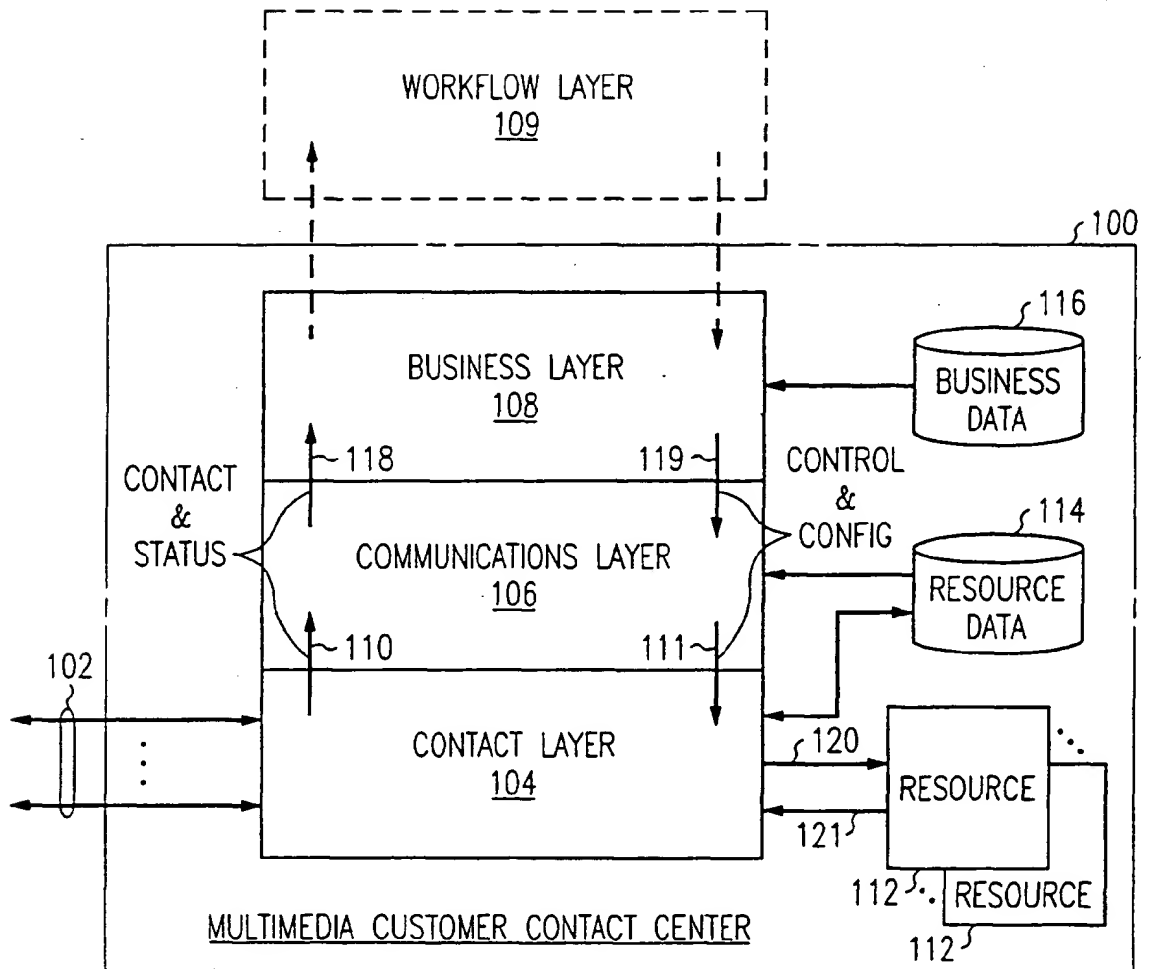 WORKFLOW LAYER
109
100
BUSINESS LAYER
108
116
BUSINESS
DATA
118
119
CONTACT
&
STATUS
CONTROL
&
CONFIG
COMMUNICATIONS LAYER
106
114
RESOURCE
DATA
110
111
102
CONTACT LAYER
104
120
121
RESOURCE
112
RESOURCE
112
MULTIMEDIA CUSTOMER CONTACT CENTER